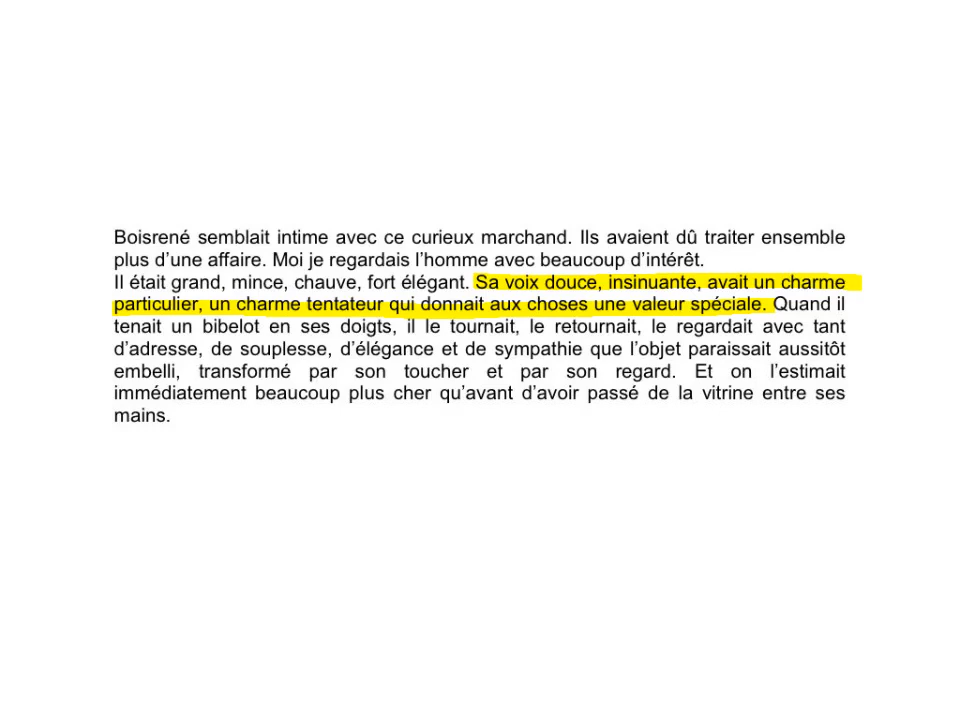 Boisrené semblait intime avec ce curieux marchand. Ils avaient dû traiter ensemble
plus d’une affaire. Moi je regardais l’homme avec beaucoup d’intérêt.
Il était grand, mince, chauve, fort élégant. Sa voix douce, insinuante, avait un charme
particulier, un charme tentateur qui donnait aux choses une valeur spéciale. Quand il
tenait un bibelot en ses doigts, il le tournait, le retournait, le regardait avec tant
d’adresse, de souplesse, d’élégance et de sympathie que l’objet paraissait aussitôt
embelli, transformé par son toucher et par son regard. Et on l’estimait
immédiatement beaucoup plus cher qu’avant d’avoir passé de la vitrine entre ses
mains.